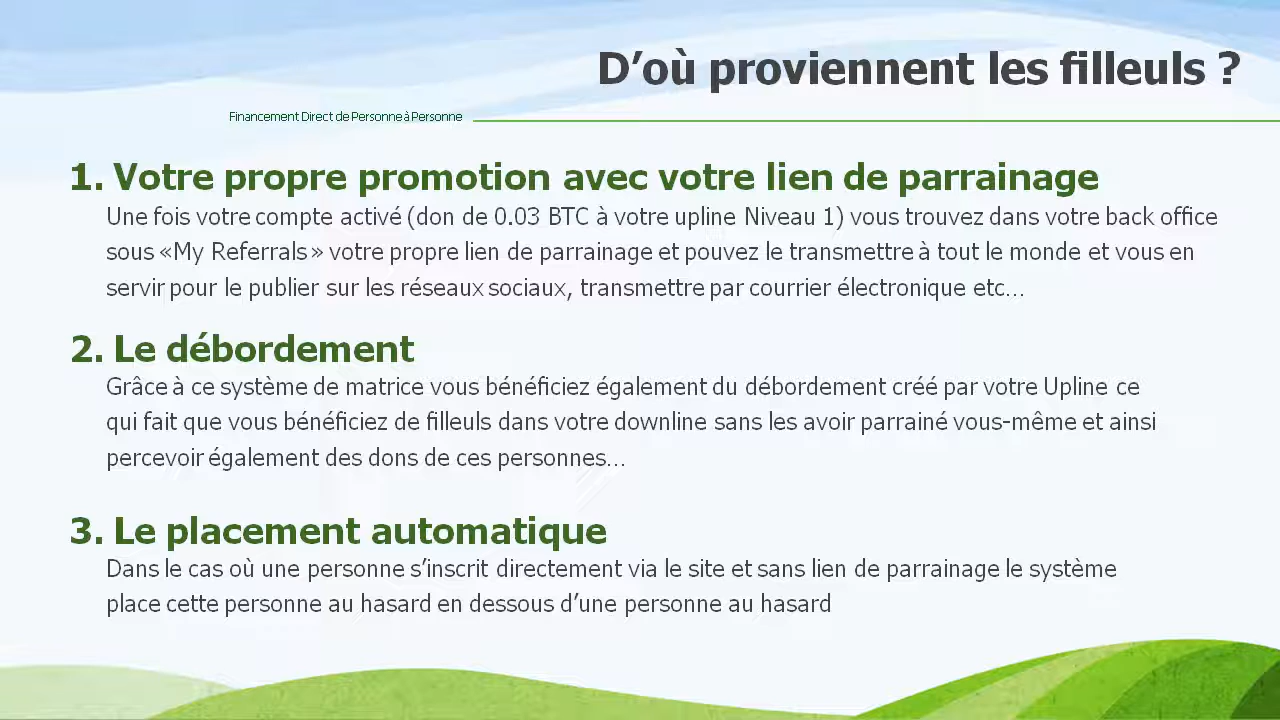 D’où proviennent les filleuls ?
Financement Direct de Personne à Personne
1. Votre propre promotion avec votre lien de parrainage
Une fois votre compte activé (don de 0.03 BTC à votre upline Niveau 1) vous trouvez dans votre back office
sous «My Referrals» votre propre lien de parrainage et pouvez le transmettre à tout le monde et vous en
servir pour le publier sur les réseaux sociaux, transmettre par courrier électronique etc…
2. Le débordement
Grâce à ce système de matrice vous bénéficiez également du débordement créé par votre Upline ce
qui fait que vous bénéficiez de filleuls dans votre downline sans les avoir parrainé vous-même et ainsi
percevoir également des dons de ces personnes…
3. Le placement automatique
Dans le cas où une personne s’inscrit directement via le site et sans lien de parrainage le système
place cette personne au hasard en dessous d’une personne au hasard